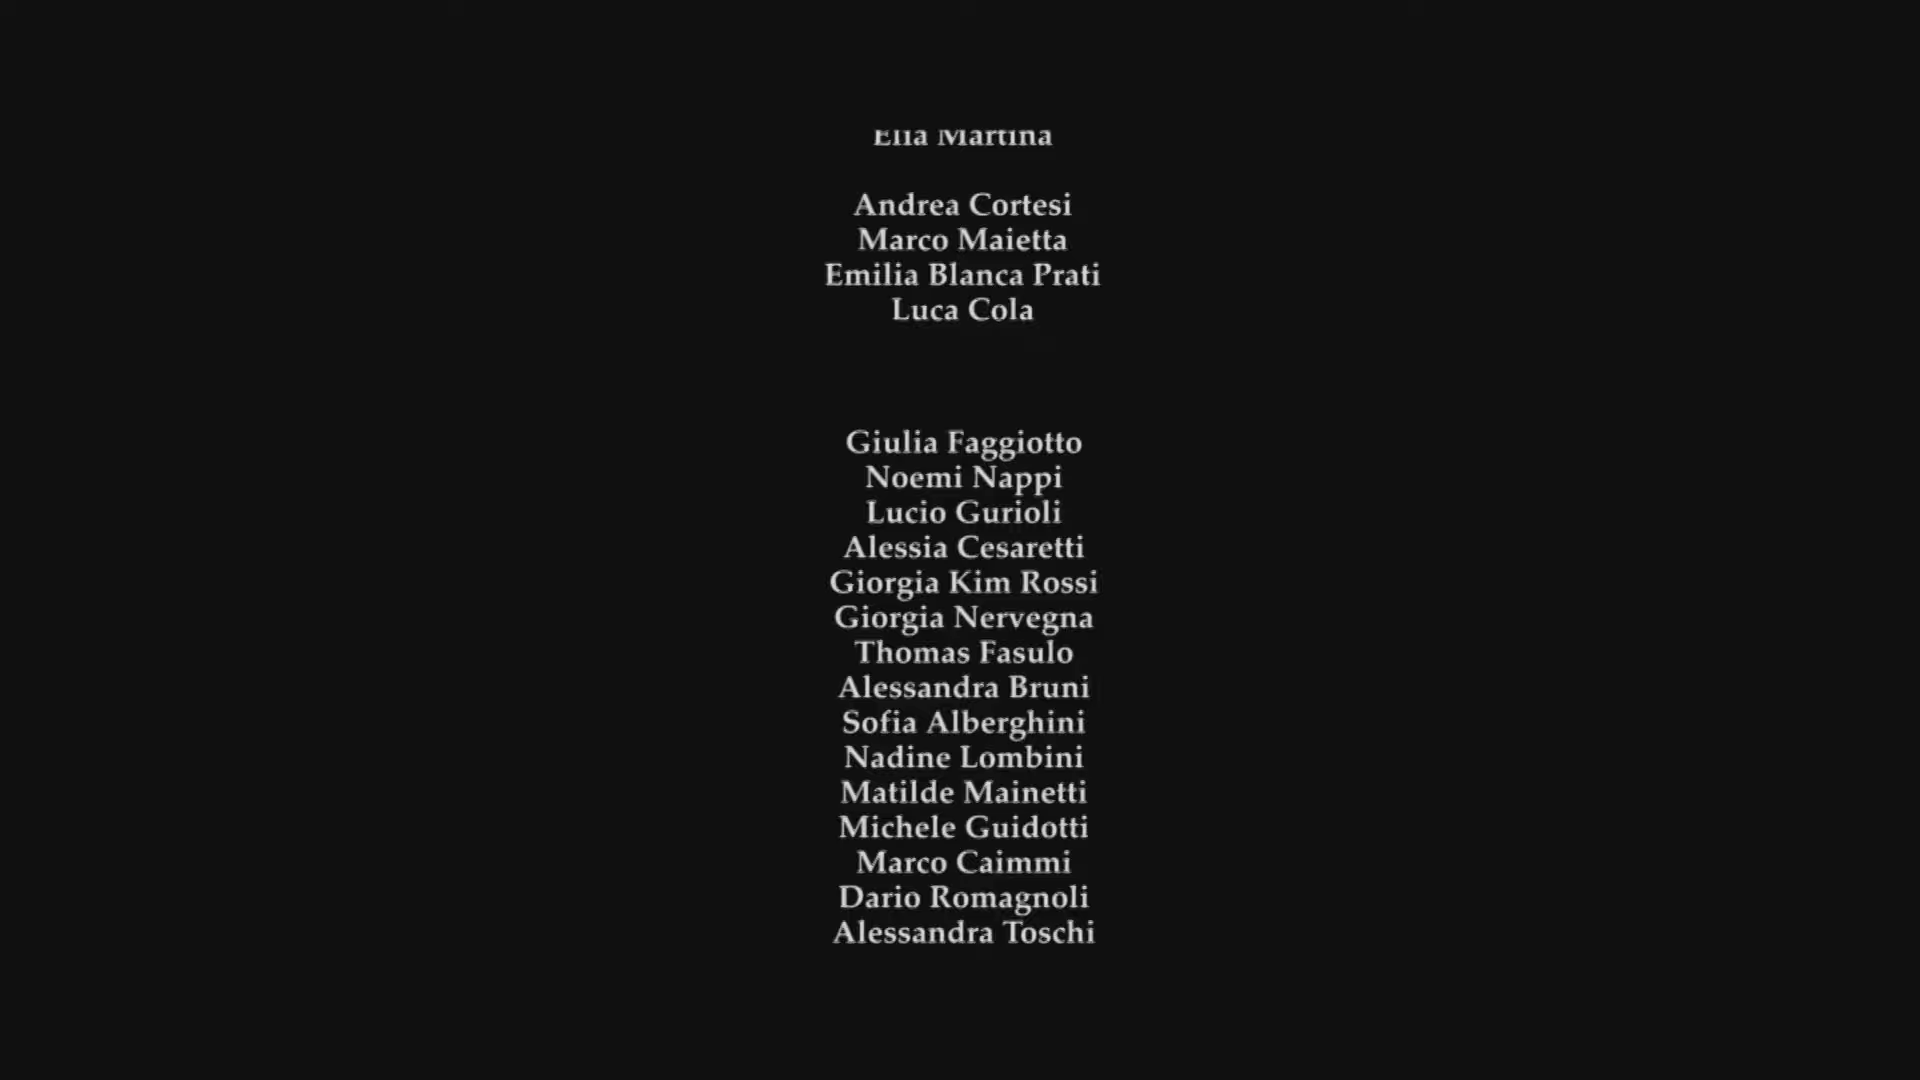 Martina
Andrea Cortesi
Marco Maietta
Emilia Blanca Prati
Luca Cola
Giulia Faggiotto
Noemi Nappi
Lucio Gurioli
Alessia Cesaretti
Giorgia Kim Rossi
Giorgia Nervegna
Thomas Fasulo
Alessandra Bruni
Sofia Alberghini
Nadine Lombini
Matilde Mainetti
Michele Guidotti
Marco Caimmi
Dario Romagnoli
Alessandra Toschi